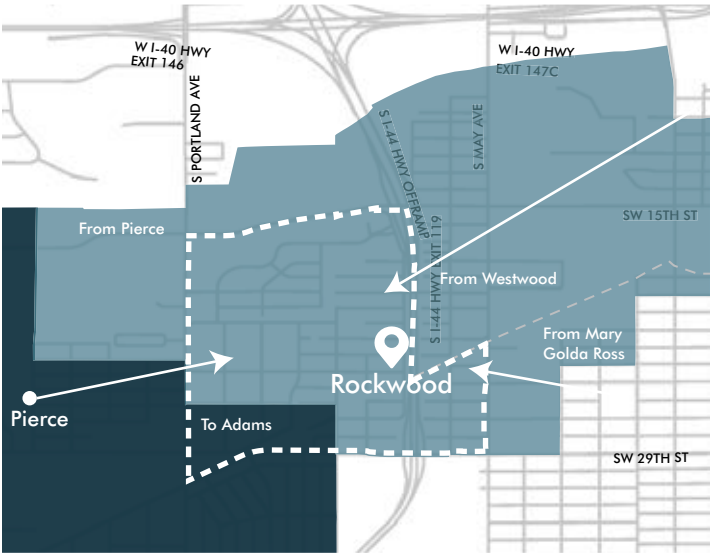 W I-40 HWY
EXIT 146
W I-40 HWY
EXIT 147C
S PORTLAND AVE
S I-44 HWY OFFRAMP
S MAY AVE
S I-44 HWY EXIT 119
SW 15TH ST
From Pierce
From Westwood
From Mary
Golda Ross
Rockwood
Pierce
To Adams
SW 29TH ST